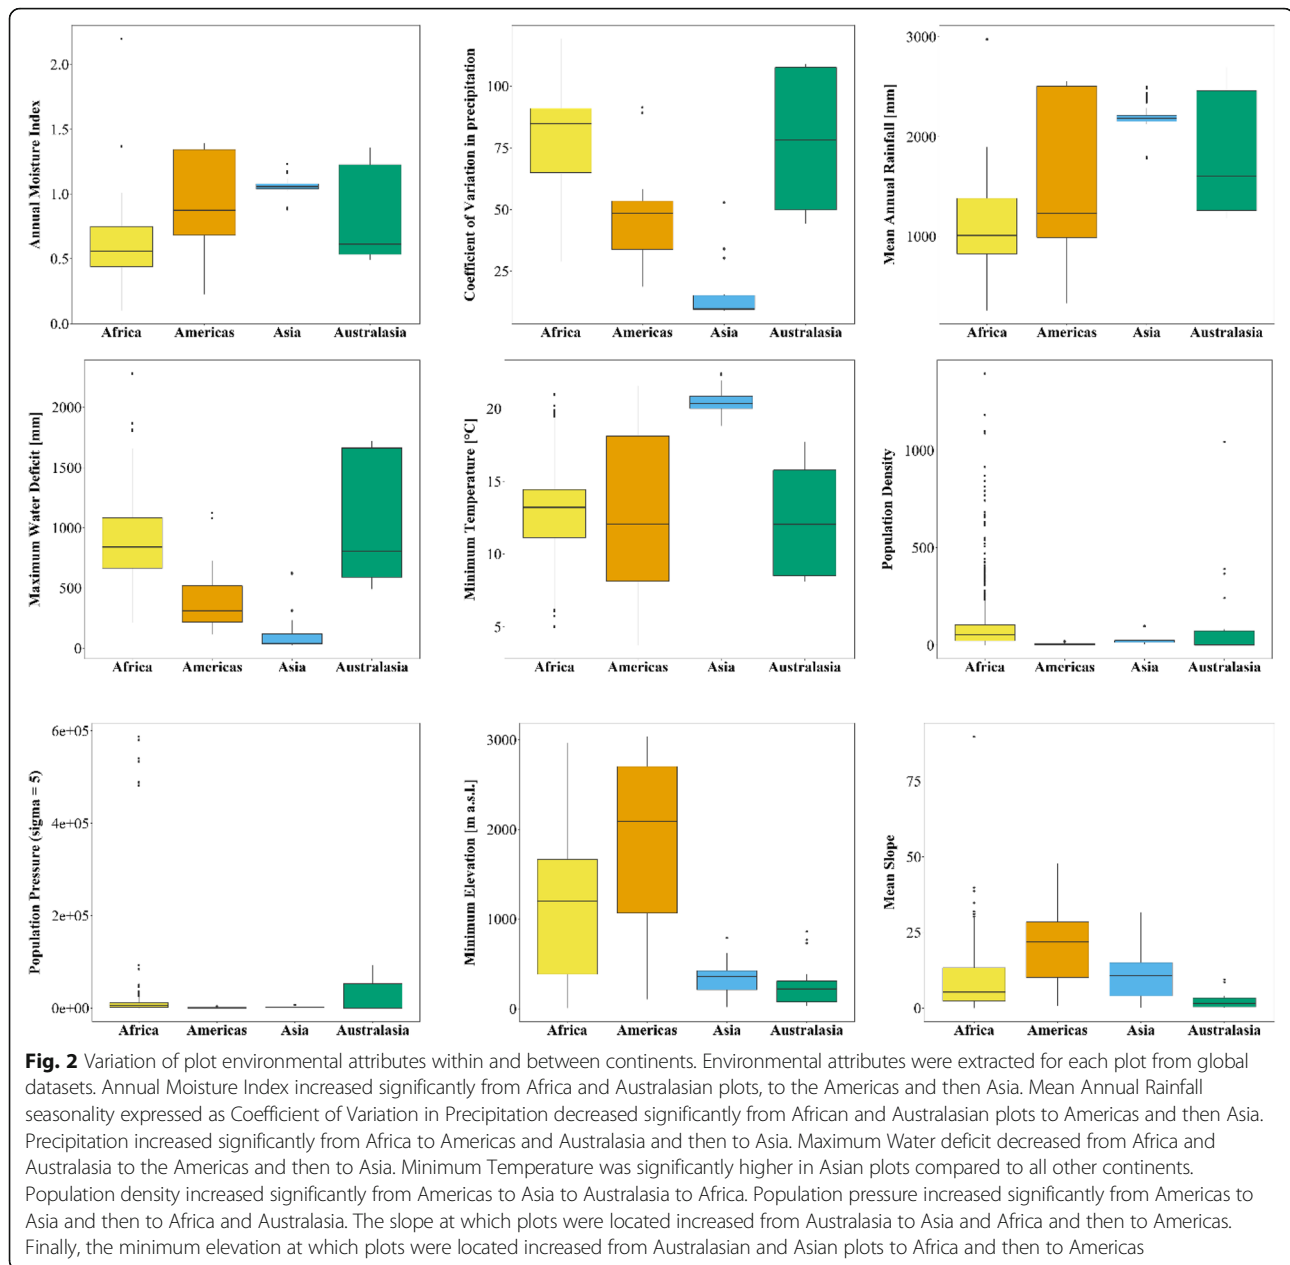 2.0
1.5
1.0
0.5
0.0
Annual Moisture Index
Africa Americas Asia Australasia
100
75
50
25
Coefficient of Variation in precipitation
Africa Americas Asia Australasia
3000
2000
1000
Mean Annual Rainfall [mm]
Africa Americas Asia Australasia
2000
1500
1000
500
0
Maximum Water Deficit [mm]
Africa Americas Asia Australasia
20
15
10
5
Minimum Temperature [°C]
Africa Americas Asia Australasia
1000
500
0
Population Density
Africa Americas Asia Australasia
6e+05
4e+05
2e+05
0e+00
Population Pressure (sigma = 5)
Africa Americas Asia Australasia
3000
2000
1000
0
Minimum Elevation [m a.s.l.]
Africa Americas Asia Australasia
75
50
25
0
Mean Slope
Africa Americas Asia Australasia
Fig. 2 Variation of plot environmental attributes within and between continents. Environmental attributes were extracted for each plot from global
datasets. Annual Moisture Index increased significantly from Africa and Australasian plots, to the Americas and then Asia. Mean Annual Rainfall
seasonality expressed as Coefficient of Variation in Precipitation decreased significantly from African and Australasian plots to Americas and then Asia.
Precipitation increased significantly from Africa to Americas and Australasia and then to Asia. Maximum Water deficit decreased from Africa and
Australasia to the Americas and then to Asia. Minimum Temperature was significantly higher in Asian plots compared to all other continents.
Population density increased significantly from Americas to Asia to Australasia to Africa. Population pressure increased significantly from Americas to
Asia and then to Africa and Australasia. The slope at which plots were located increased from Australasia to Asia and Africa and then to Americas.
Finally, the minimum elevation at which plots were located increased from Australasian and Asian plots to Africa and then to Americas